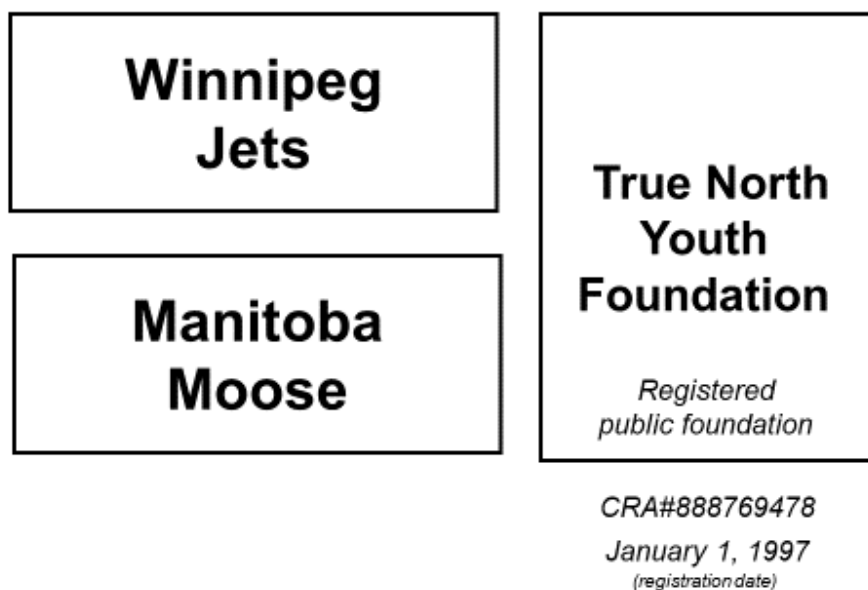 Winnipeg
Jets
Manitoba
Moose
True North
Youth
Foundation
Registered
public foundation
CRA#888769478
January 1, 1997
(registration date)